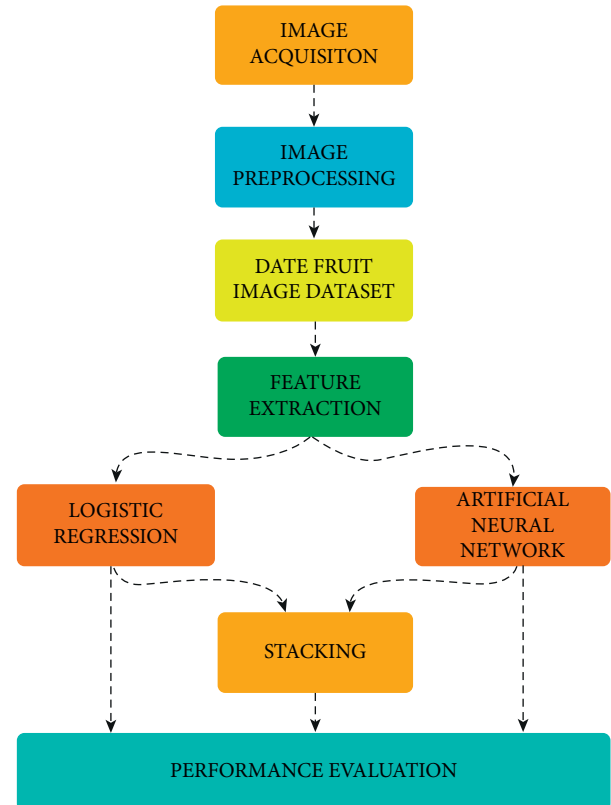 IMAGE
ACQUISITON
IMAGE
PREPROCESSING
DATE FRUIT
IMAGE DATASET
FEATURE
EXTRACTION
LOGISTIC
REGRESSION
ARTIFICIAL
NEURAL
NETWORK
STACKING
PERFORMANCE EVALUATION